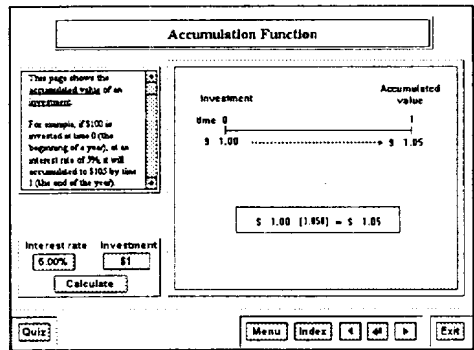 Accumulation Function
This page shows the
accumulated value of an
investment.
For example, if $100 is
invested at time 0 (the
beginning of a year), at an
interest rate of 5%, it will
accumulated to $105 by time
1 (the end of the year).
Interest rate Investment
5.00% $1
Calculate
Investment
Accumulated
value
time 0 1
$ 1.00 $ 1.05
$ 1.00 [1.050] = $ 1.05
Quiz Menu Index Exit